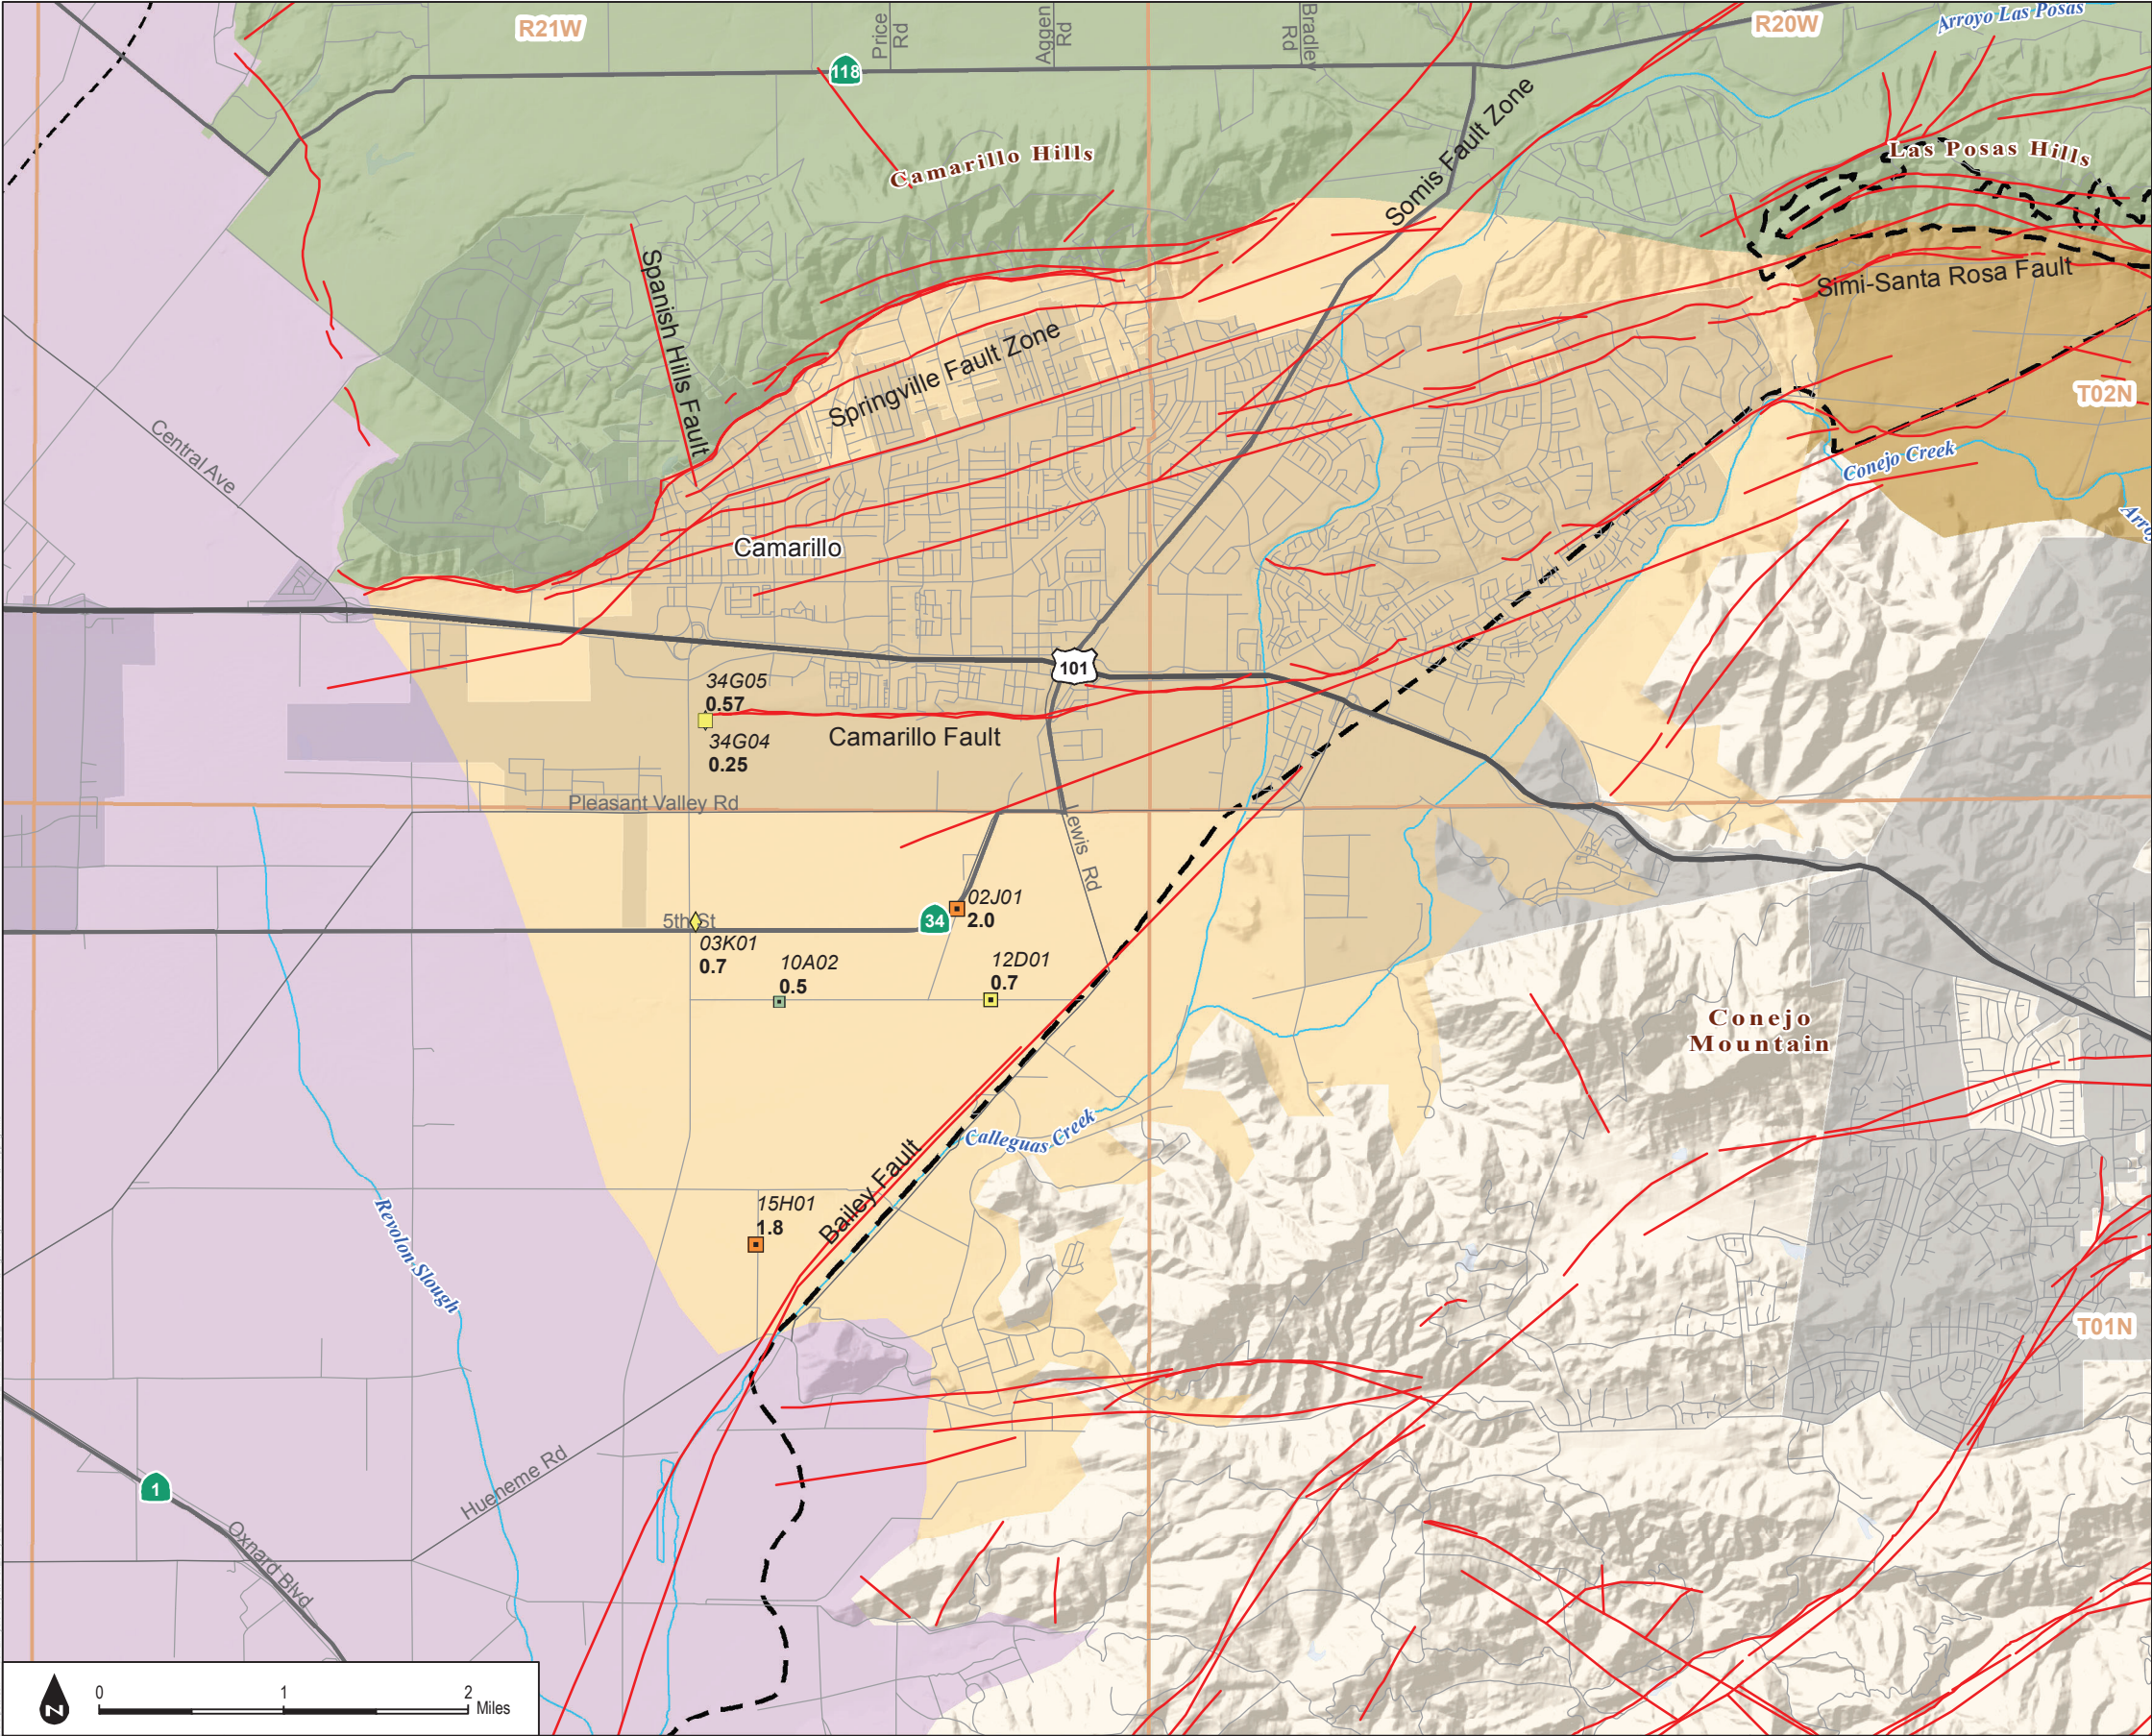 R21W
Price
Rd
Aggen
Rd
Bradley
Rd
R20W
Arroyo Las Posas
118
Camarillo Hills
Somis Fault Zone
Las Posas Hills
Spanish Hills Fault
Simi-Santa Rosa Fault
Springville Fault Zone
T02N
Central Ave
Conejo Creek
Camarillo
101
34G05
0.57
Camarillo Fault
34G04
0.25
Pleasant Valley Rd
Lewis Rd
02J01
2.0
34
5th St
03K01
0.7
10A02
0.5
12D01
0.7
Conejo
Mountain
Calleguas Creek
Bailey Fault
15H01
1.8
Revolon Slough
T01N
Hueneme Rd
1
Oxnard Blvd
N
0 1 2 Miles